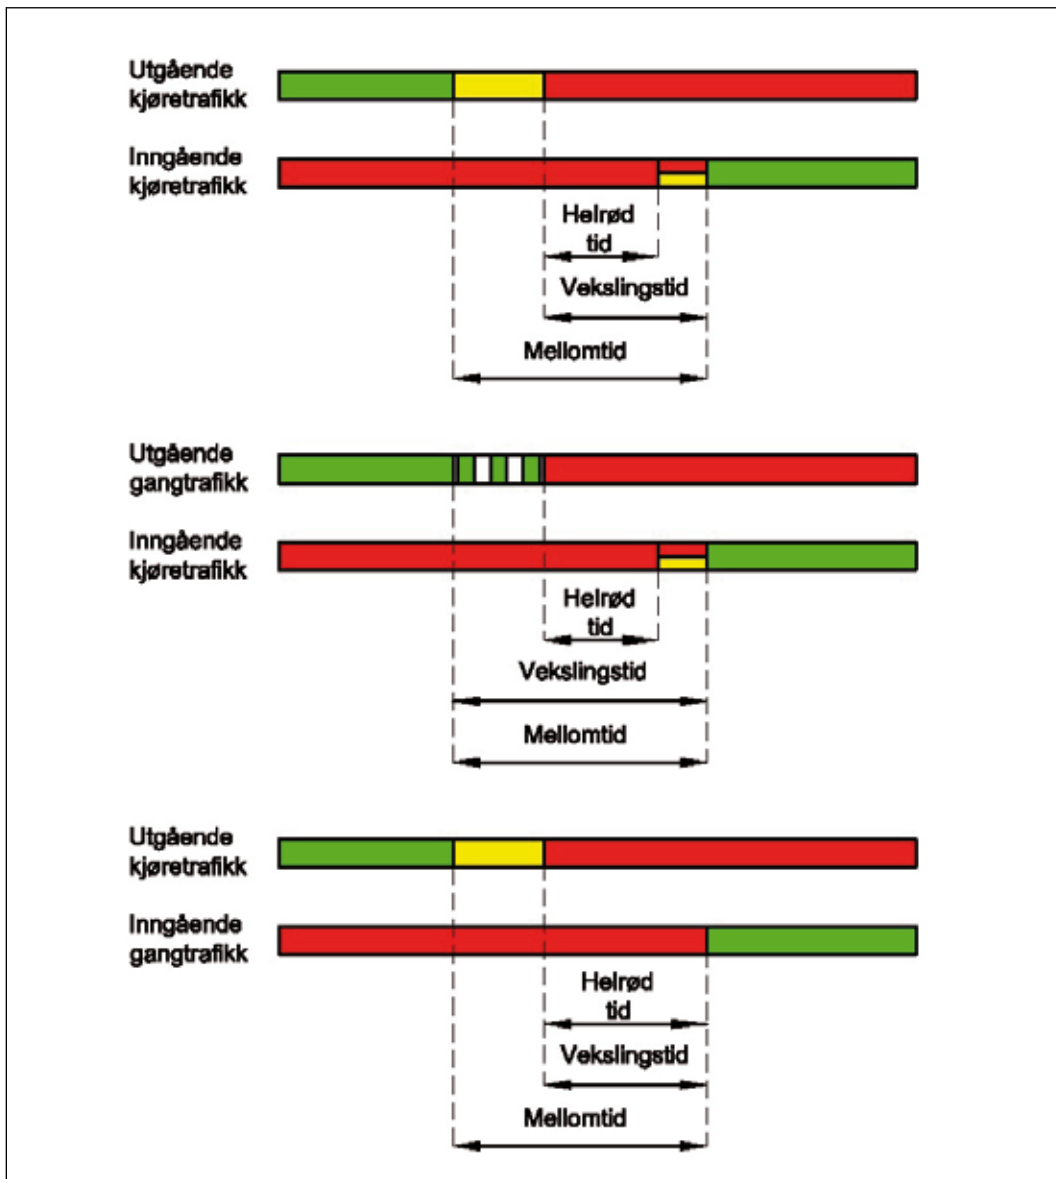 Utgående
kjøretrafikk
Inngående
kjøretrafikk
Helrød
tid
Vekslingstid
Mellomtid
Utgående
gangtrafikk
Inngående
kjøretrafikk
Helrød
tid
Vekslingstid
Mellomtid
Utgående
kjøretrafikk
Inngående
gangtrafikk
Helrød
tid
Vekslingstid
Mellomtid